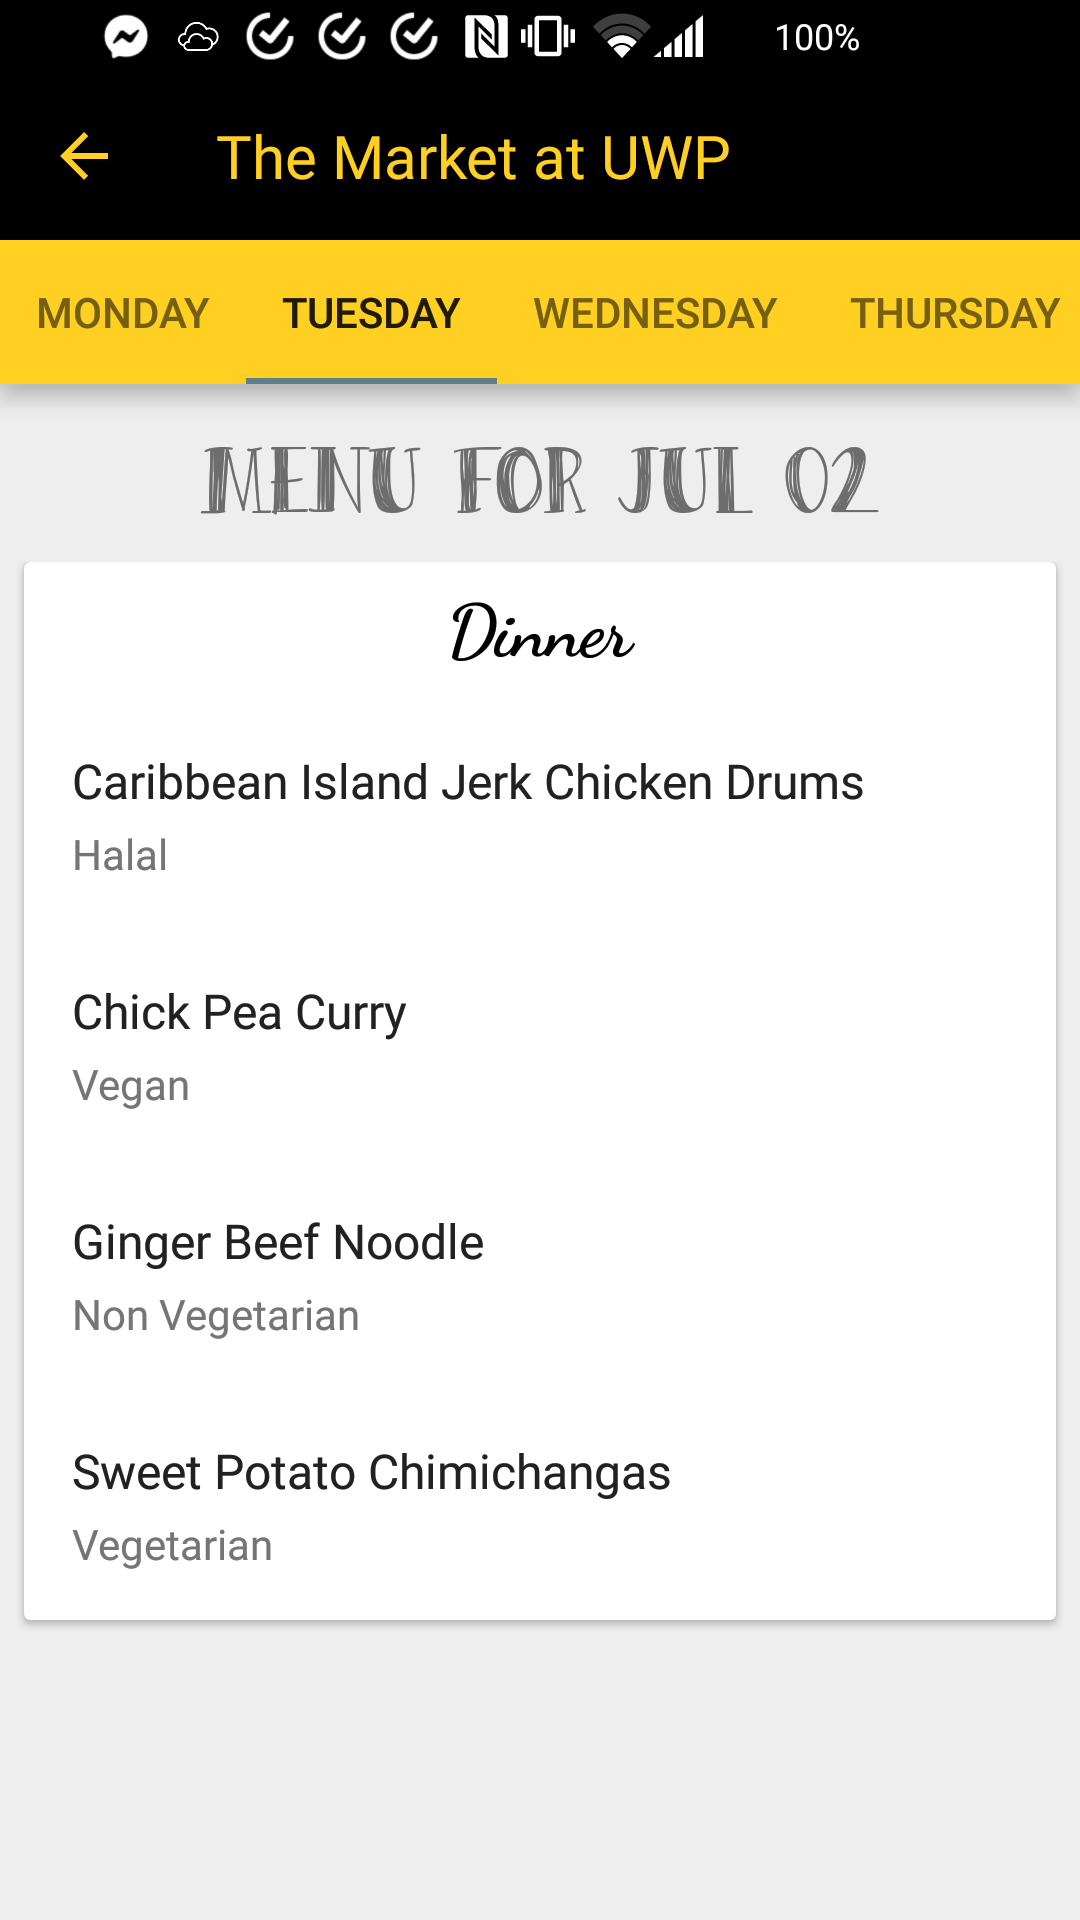 100%
The Market at UWP
MONDAY TUESDAY WEDNESDAY THURSDAY
MENU FOR JUL 02
Dinner
Caribbean Island Jerk Chicken Drums
Halal
Chick Pea Curry
Vegan
Ginger Beef Noodle
Non Vegetarian
Sweet Potato Chimichangas
Vegetarian